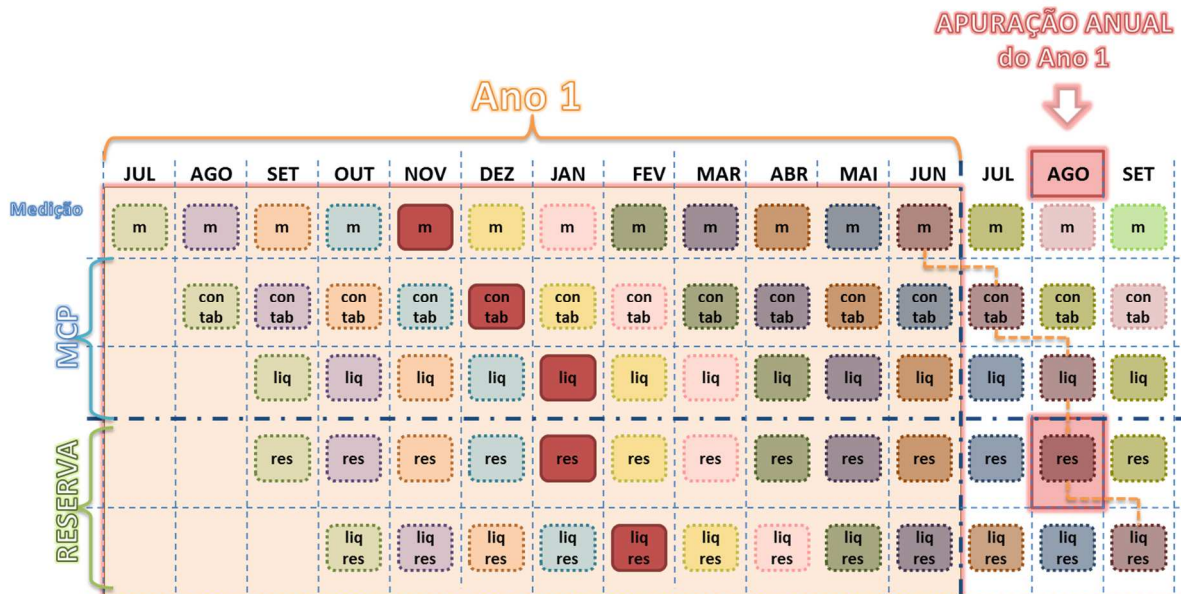 APURAÇÃO ANUAL
do Ano 1
Ano 1
JUL AGO SET OUT NOV DEZ JAN FEV MAR ABR MAI JUN JUL AGO SET
Medição
m m m m m m m m m m m m m m m
MCP
con con con con con con con con con con con con con con
tab tab tab tab tab tab tab tab tab tab tab tab tab tab
liq liq liq liq liq liq liq liq liq liq liq liq liq
RESERVA
res res res res res res res res res res res res res
liq liq liq liq liq liq liq liq liq liq liq liq
res res res res res res res res res res res res